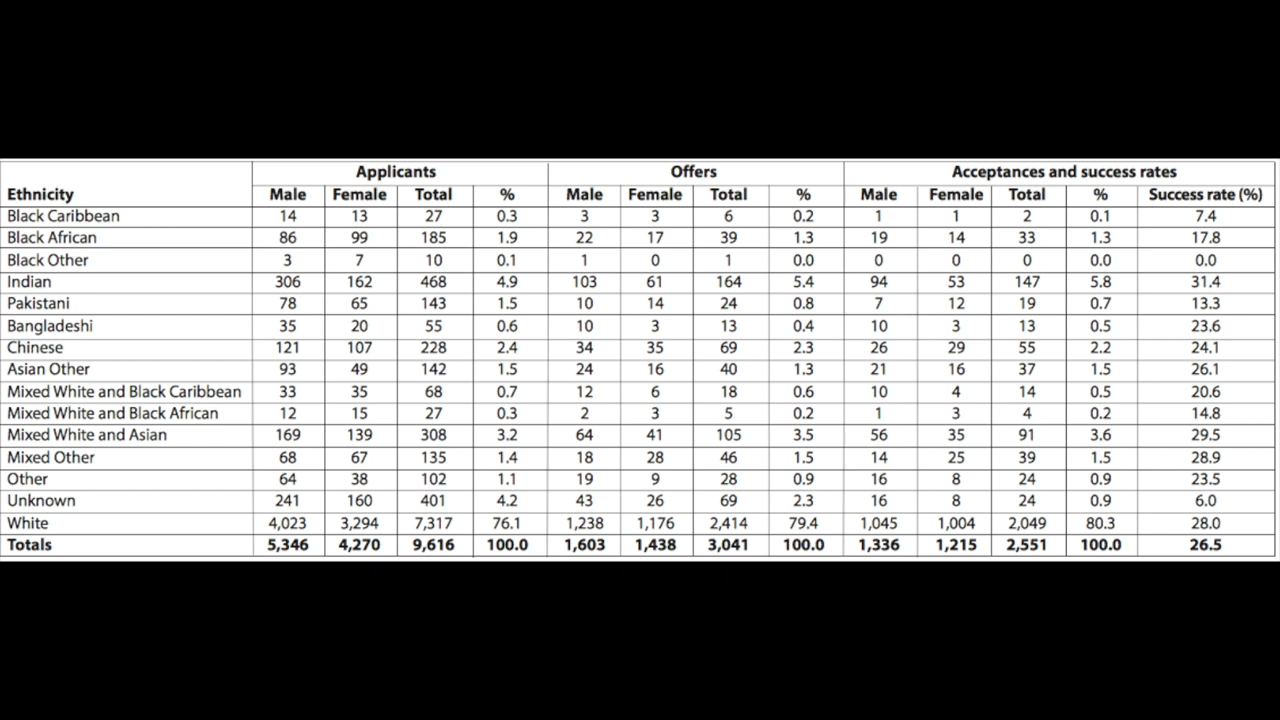 Applicants Offers Acceptances and success rates
Ethnicity Male Female Total % Male Female Total % Male Female Total % Success rate (%)
Black Caribbean 14 13 27 0.3 3 3 6 0.2 1 1 2 0.1 7.4
Black African 86 99 185 1.9 22 17 39 1.3 19 14 33 1.3 17.8
Black Other 3 7 10 0.1 1 0 1 0.0 0 0 0 0.0 0.0
Indian 306 162 468 4.9 103 61 164 5.4 94 53 147 5.8 31.4
Pakistani 78 65 143 1.5 10 14 24 0.8 7 12 19 0.7 13.3
Bangladeshi 35 20 55 0.6 10 3 13 0.4 10 3 13 0.5 23.6
Chinese 121 107 228 2.4 34 35 69 2.3 26 29 55 2.2 24.1
Asian Other 93 49 142 1.5 24 16 40 1.3 21 16 37 1.5 26.1
Mixed White and Black Caribbean 33 35 68 0.7 12 6 18 0.6 10 4 14 0.5 20.6
Mixed White and Black African 12 15 27 0.3 2 3 5 0.2 1 3 4 0.2 14.8
Mixed White and Asian 169 139 308 3.2 64 41 105 3.5 56 35 91 3.6 29.5
Mixed Other 68 67 135 1.4 18 28 46 1.5 14 25 39 1.5 28.9
Other 64 38 102 1.1 19 9 28 0.9 16 8 24 0.9 23.5
Unknown 241 160 401 4.2 43 26 69 2.3 16 8 24 0.9 6.0
White 4,023 3,294 7,317 76.1 1,238 1,176 2,414 79.4 1,045 1,004 2,049 80.3 28.0
Totals 5,346 4,270 9,616 100.0 1,603 1,438 3,041 100.0 1,336 1,215 2,551 100.0 26.5